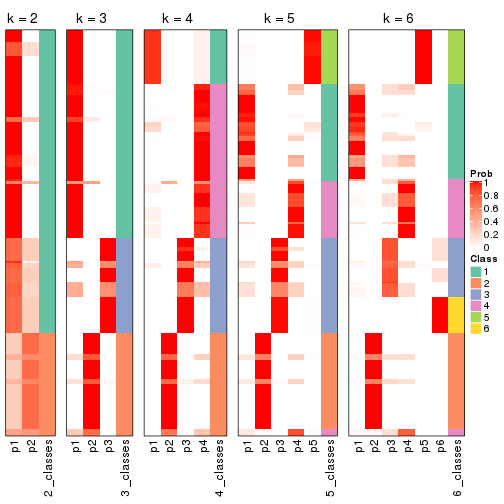 k = 2
k = 3
k = 4
k = 5
k = 6
Prob
1
0.8
0.6
0.4
0.2
0
Class
1
2
3
4
5
6
p1
p2
2_classes
p1
p2
p3
3_classes
p1
p2
p3
p4
4_classes
p1
p2
p3
p4
p5
5_classes
p1
p2
p3
p4
p5
p6
6_classes